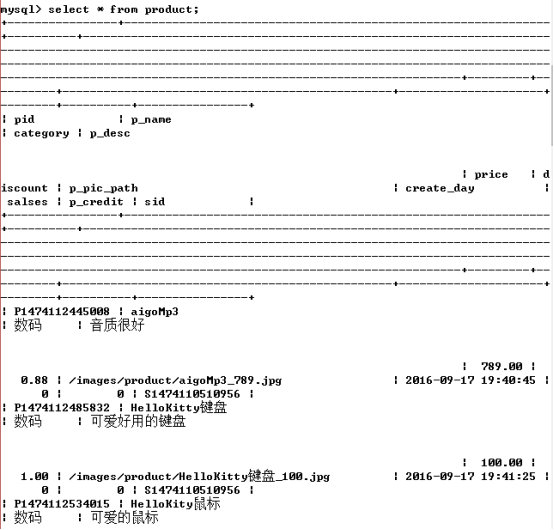 mysql> select * from product;
| pid | p_name
| category | p_desc
| price | d
iscount | p_pic_path | create_day |
salses | p_credit | sid |
| P1474112445008 | aigoMp3
| 数码 | 音质很好
| 789.00 |
0.88 | /images/product/aigoMp3_789.jpg | 2016-09-17 19:40:45 |
0 | 0 | S1474110510956 |
| P1474112485832 | HelloKitty键盘
| 数码 | 可爱好用的键盘
| 100.00 |
1.00 | /images/product/HelloKitty键盘_100.jpg | 2016-09-17 19:41:25 |
0 | 0 | S1474110510956 |
| P1474112534015 | HelloKity鼠标
| 数码 | 可爱的鼠标